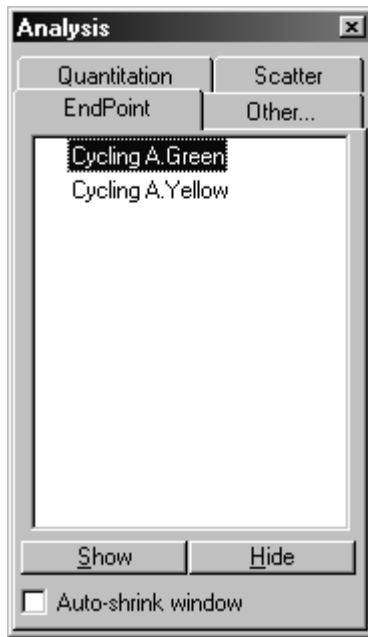 Analysis
Quantitation Scatter
EndPoint Other...
Cycling A.Green
Cycling A.Yellow
Show Hide
Auto-shrink window